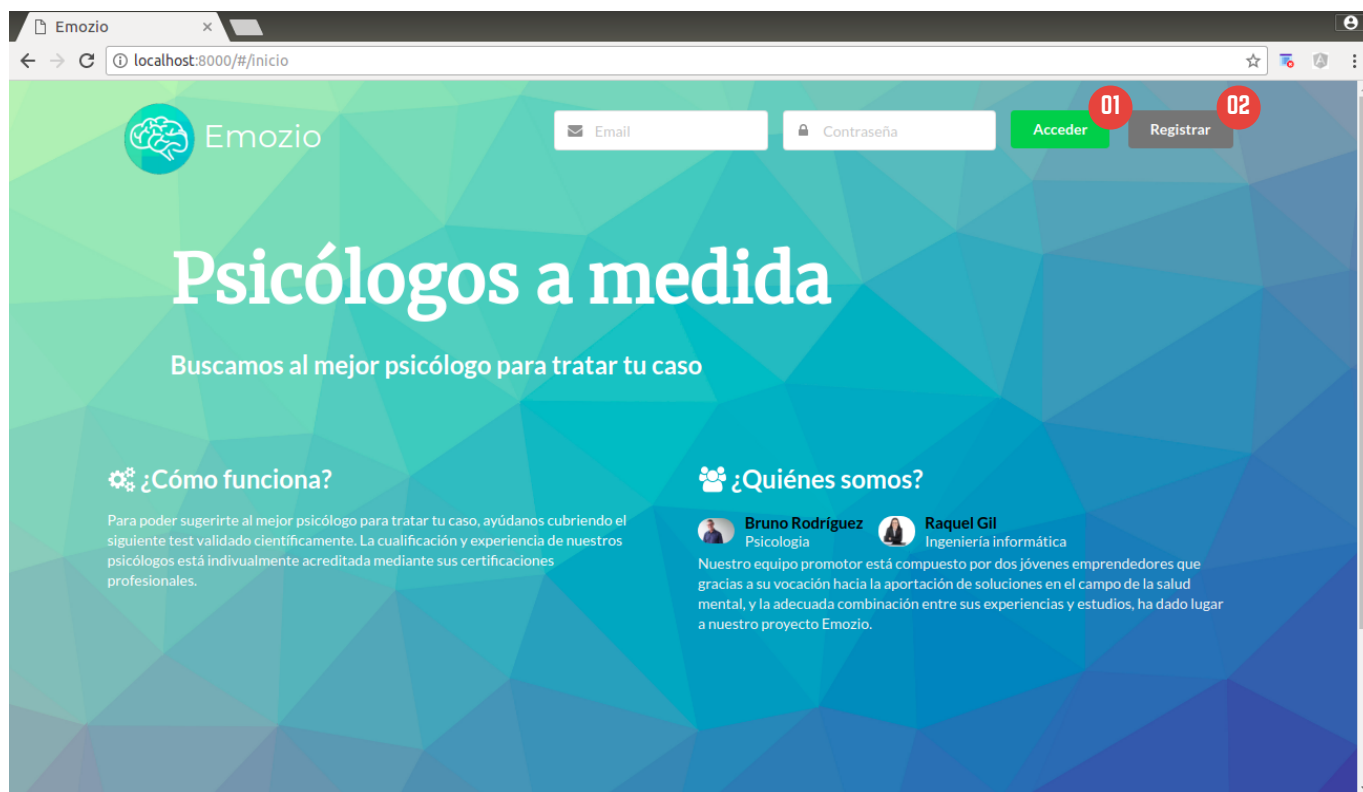 Emozio
localhost:8000/#/inicio
Emozio
Email
Contraseña
Acceder
01
Registrar
02
Psicólogos a medida
Buscamos al mejor psicólogo para tratar tu caso
¿Cómo funciona?
Para poder sugerirte al mejor psicólogo para tratar tu caso, ayúdanos cubriendo el
siguiente test validado científicamente. La cualificación y experiencia de nuestros
psicólogos está indivualmente acreditada mediante sus certificaciones
profesionales.
¿Quiénes somos?
Bruno Rodríguez
Psicologia
Raquel Gil
Ingeniería informática
Nuestro equipo promotor está compuesto por dos jóvenes emprendedores que
gracias a su vocación hacia la aportación de soluciones en el campo de la salud
mental, y la adecuada combinación entre sus experiencias y estudios, ha dado lugar
a nuestro proyecto Emozio.